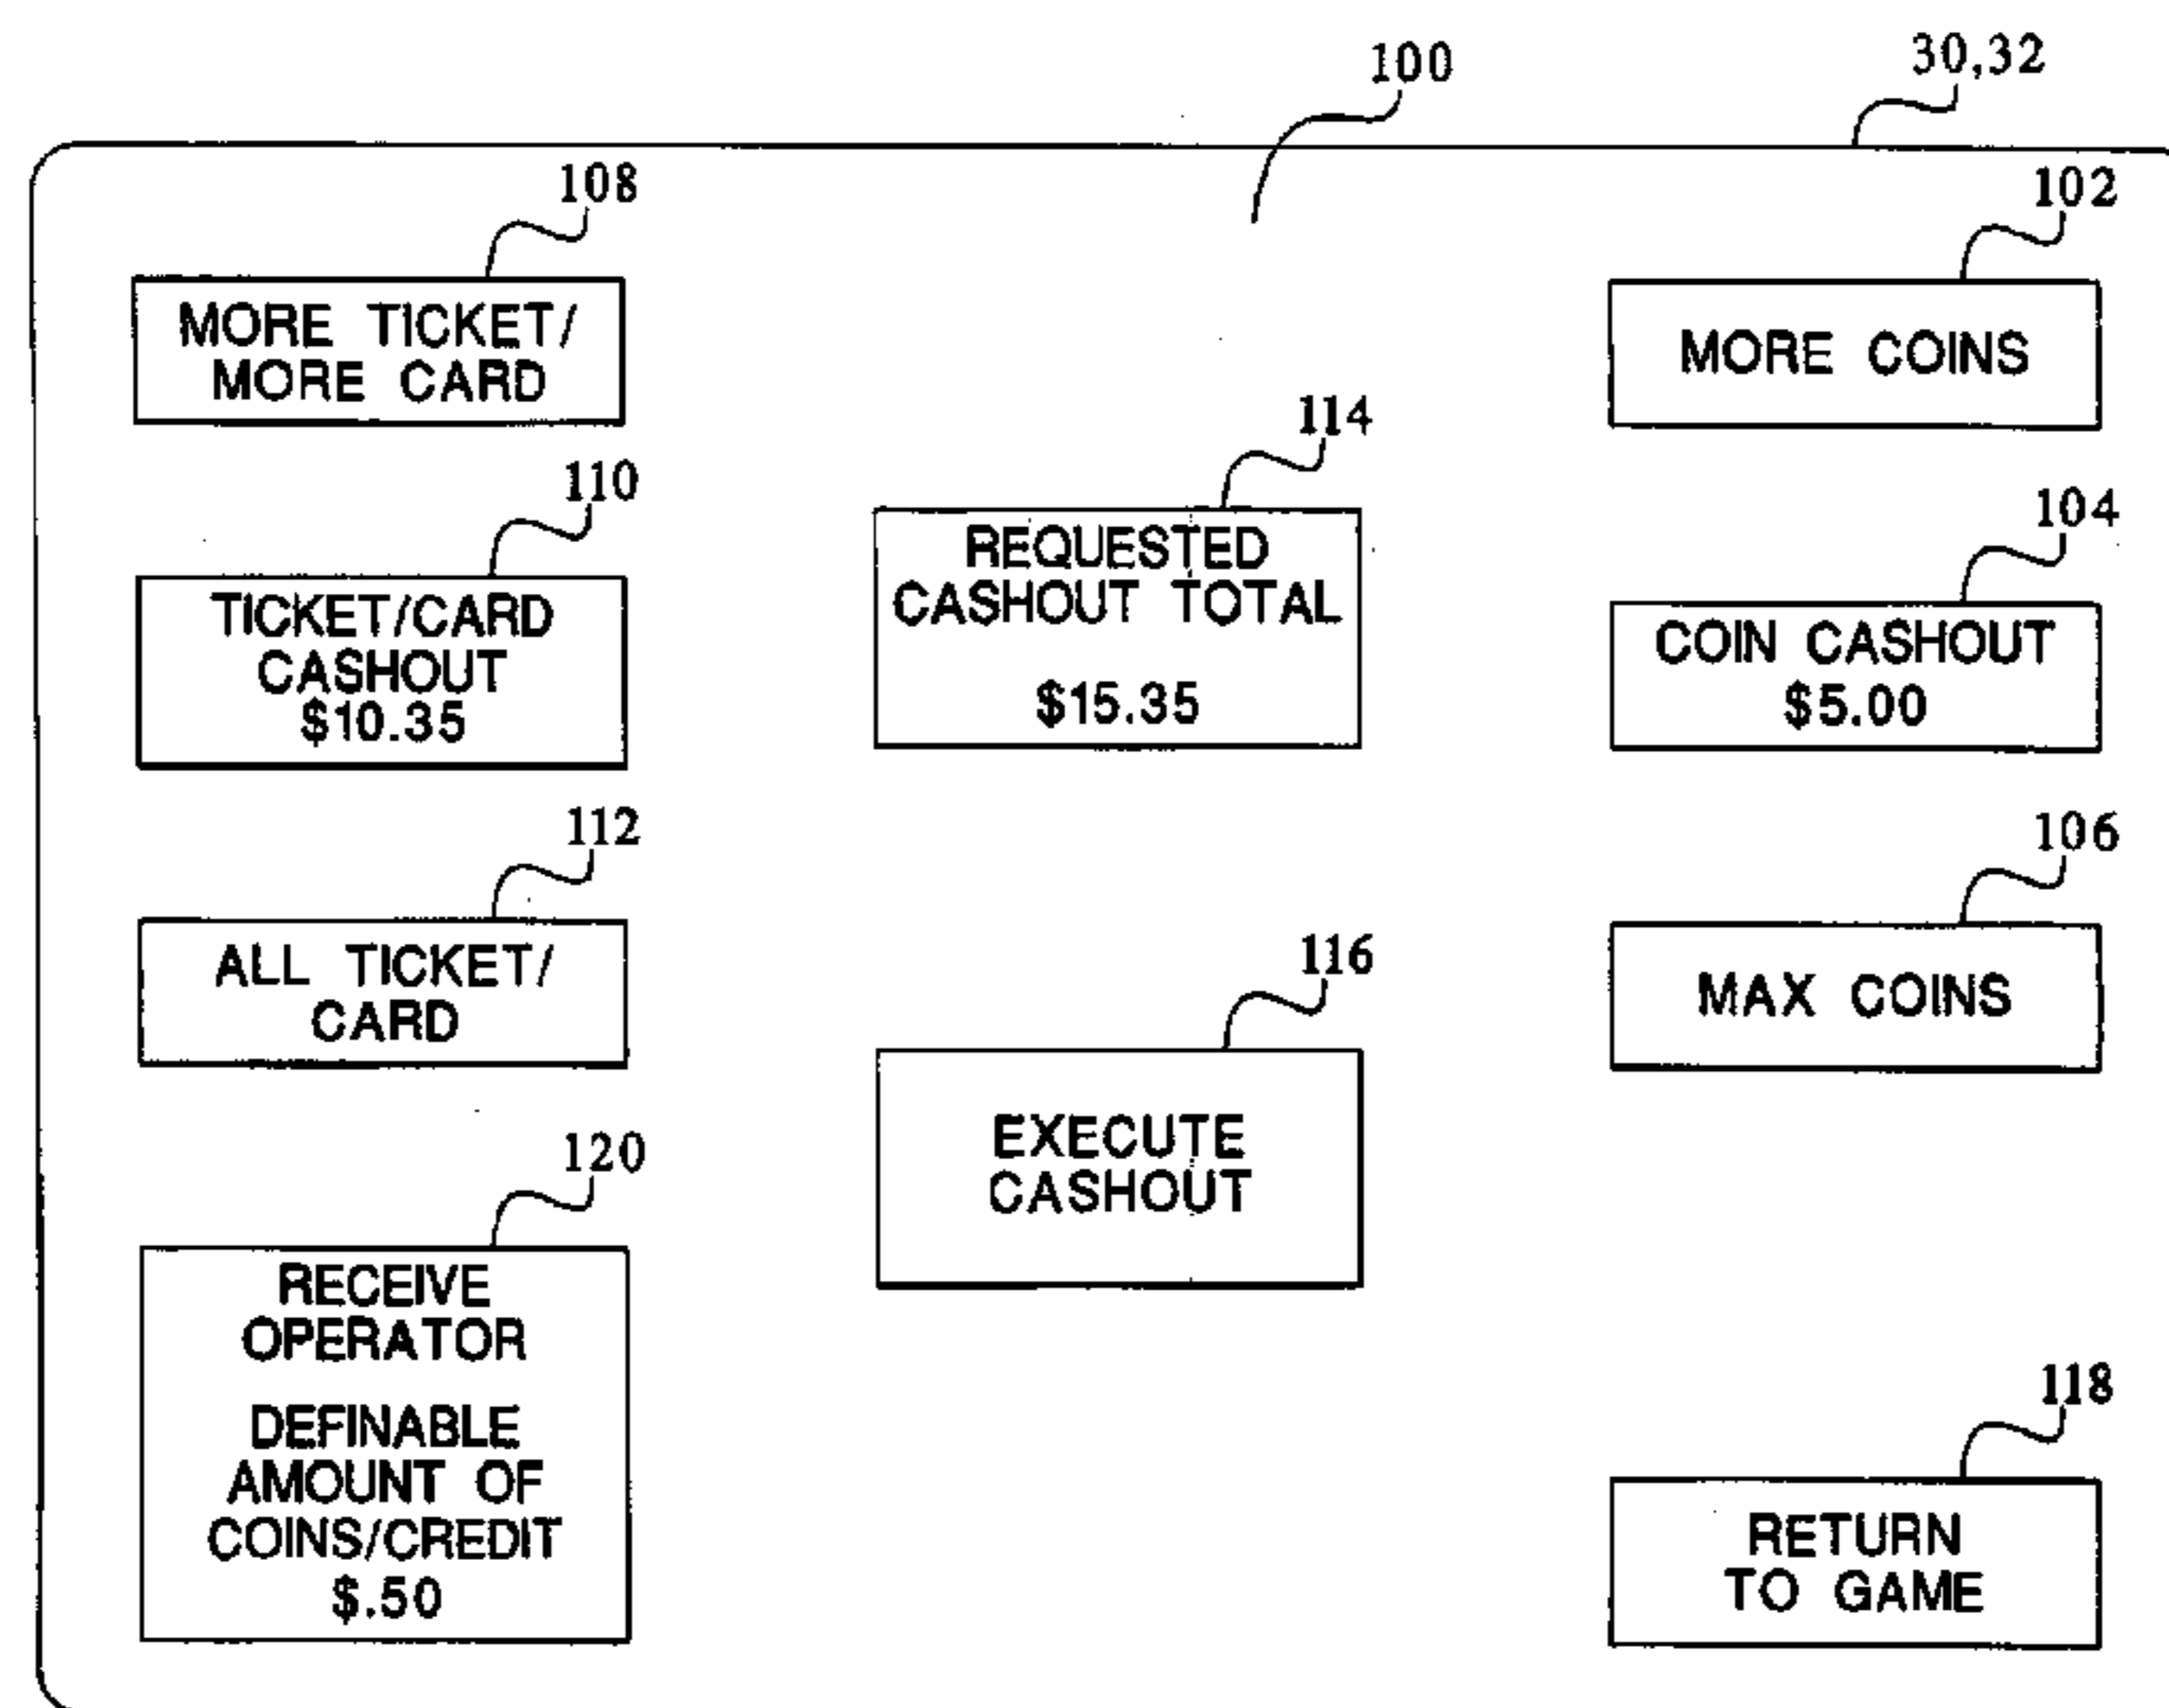 100
30,32
108
MORE TICKET/
MORE CARD
102
MORE COINS
110
TICKET/CARD
CASHOUT
$10.35
114
REQUESTED
CASHOUT TOTAL
$15.35
104
COIN CASHOUT
$5.00
112
ALL TICKET/
CARD
116
EXECUTE
CASHOUT
106
MAX COINS
120
RECEIVE
OPERATOR
DEFINABLE
AMOUNT OF
COINS/CREDIT
$.50
118
RETURN
TO GAME